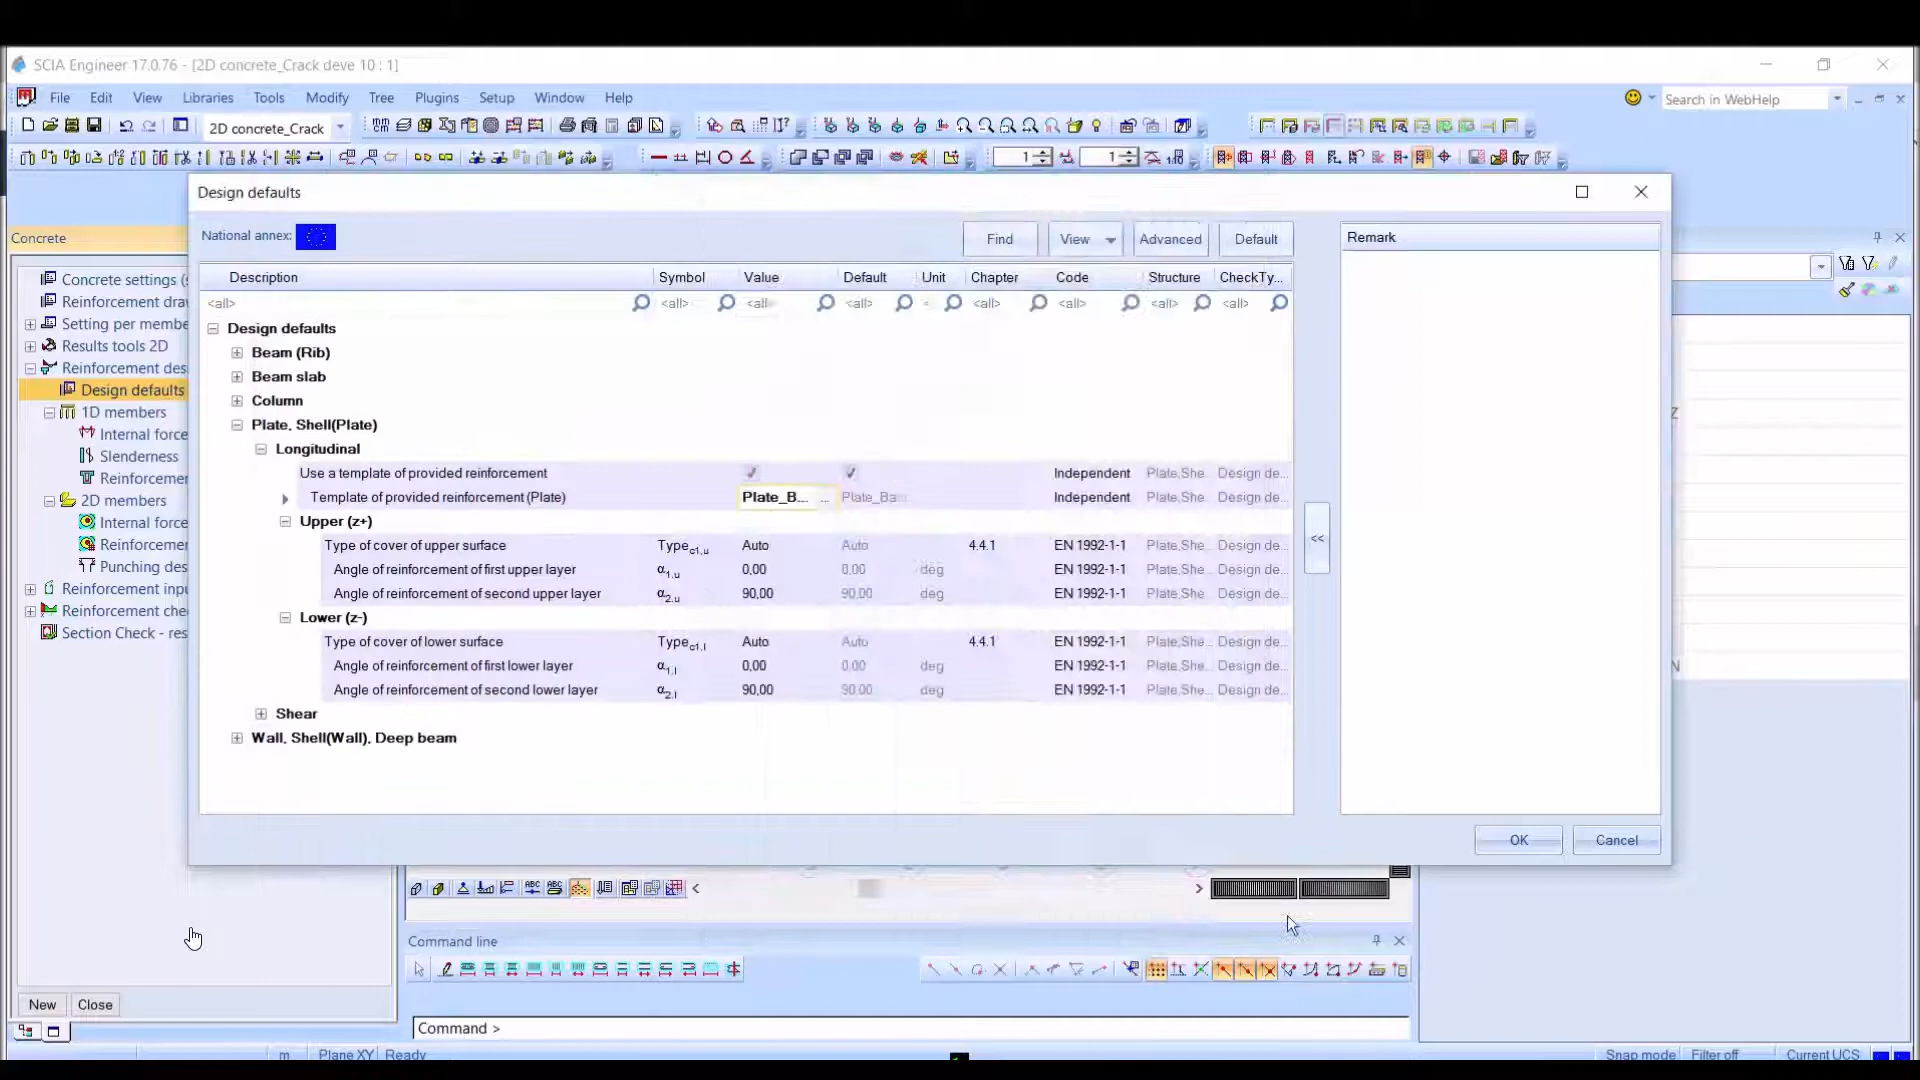 SCIA Engineer 17.0.76 - [2D concrete_Crack deve 10 : 1]
File Edit View Libraries Tools Modify Tree Plugins Setup Window Help
Search in WebHelp
2D concrete_Crack
1 1
Design defaults
Concrete
National annex:
Find View Advanced Default
Remark
Description Symbol Value Default Unit Chapter Code Structure CheckTy...
<all> <all> <all> <all> < <all> <all> <all> <all>
Concrete settings (s
Reinforcement draw
Setting per membe
Results tools 2D
Reinforcement des
Design defaults
1D members
Internal force
Slenderness
Reinforcemen
2D members
Internal force
Reinforcemen
Punching des
Reinforcement inpu
Reinforcement che
Section Check - res
Design defaults
Beam (Rib)
Beam slab
Column
Plate, Shell(Plate)
Longitudinal
Use a template of provided reinforcement Independent Plate,She... Design de...
Template of provided reinforcement (Plate) Plate_B... ... Plate_Bar Independent Plate,She... Design de...
Upper (z+)
Type of cover of upper surface Typec1,u Auto Auto 4.4.1 EN 1992-1-1 Plate,She... Design de...
Angle of reinforcement of first upper layer α1,u 0,00 0,00 deg EN 1992-1-1 Plate,She... Design de...
Angle of reinforcement of second upper layer α2,u 90,00 90,00 deg EN 1992-1-1 Plate,She... Design de...
Lower (z-)
Type of cover of lower surface Typec1,l Auto Auto 4.4.1 EN 1992-1-1 Plate,She... Design de...
Angle of reinforcement of first lower layer α1,l 0,00 0,00 deg EN 1992-1-1 Plate,She... Design de...
Angle of reinforcement of second lower layer α2,l 90,00 90,00 deg EN 1992-1-1 Plate,She... Design de...
Shear
Wall, Shell(Wall), Deep beam
<<
OK Cancel
Command line
New Close
Command >
m Plane XY Ready Snap mode Filter off Current UCS